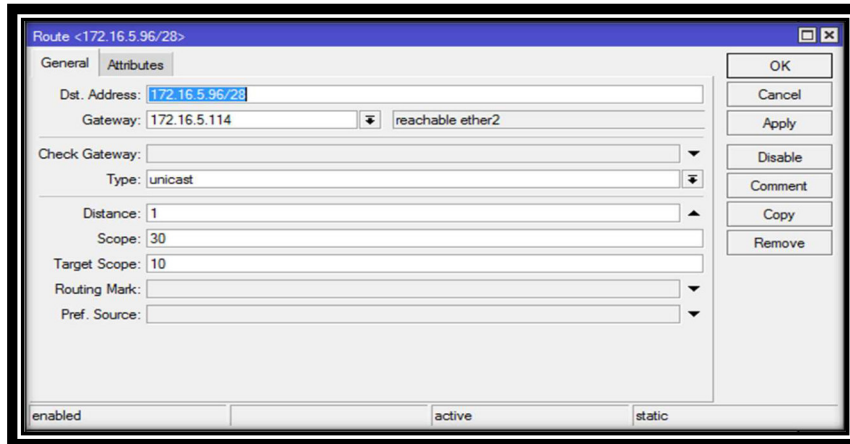 Route <172.16.5.96/28>
General Attributes
Dst. Address: 172.16.5.96/28
Gateway: 172.16.5.114 reachable ether2
Check Gateway:
Type: unicast
Distance: 1
Scope: 30
Target Scope: 10
Routing Mark:
Pref. Source:
OK
Cancel
Apply
Disable
Comment
Copy
Remove
enabled active static